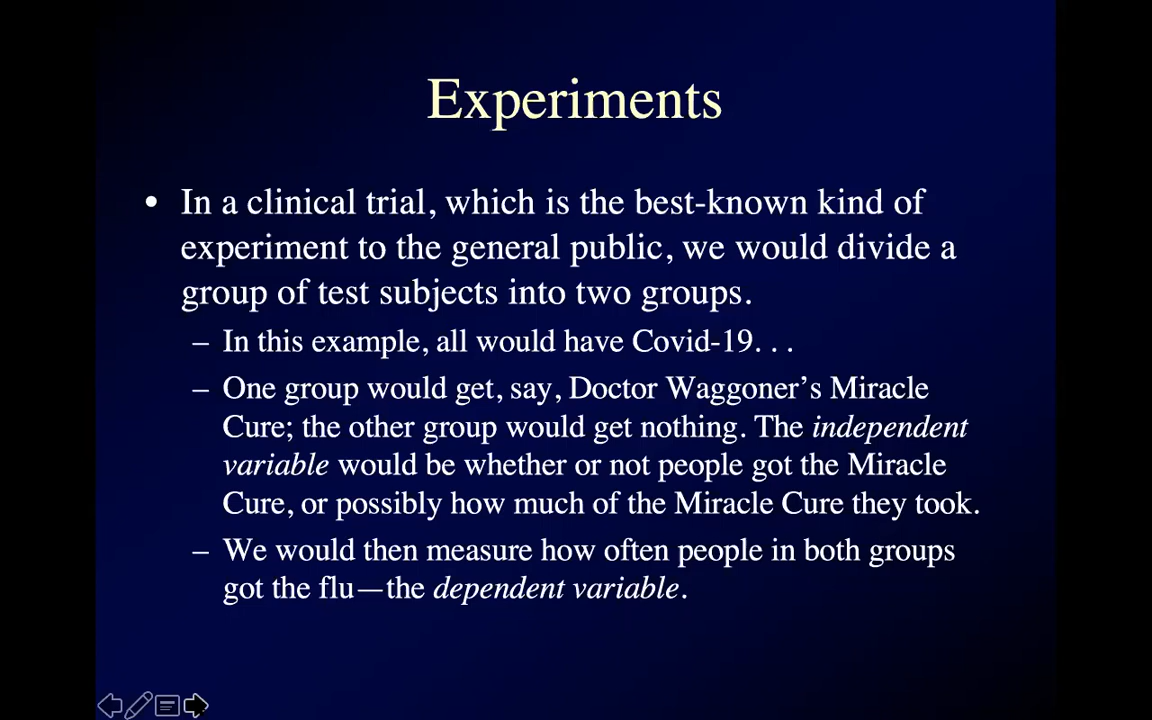 Experiments
• In a clinical trial, which is the best-known kind of
experiment to the general public, we would divide a
group of test subjects into two groups.
– In this example, all would have Covid-19. . .
– One group would get, say, Doctor Waggoner’s Miracle
Cure; the other group would get nothing. The independent
variable would be whether or not people got the Miracle
Cure, or possibly how much of the Miracle Cure they took.
– We would then measure how often people in both groups
got the flu—the dependent variable.